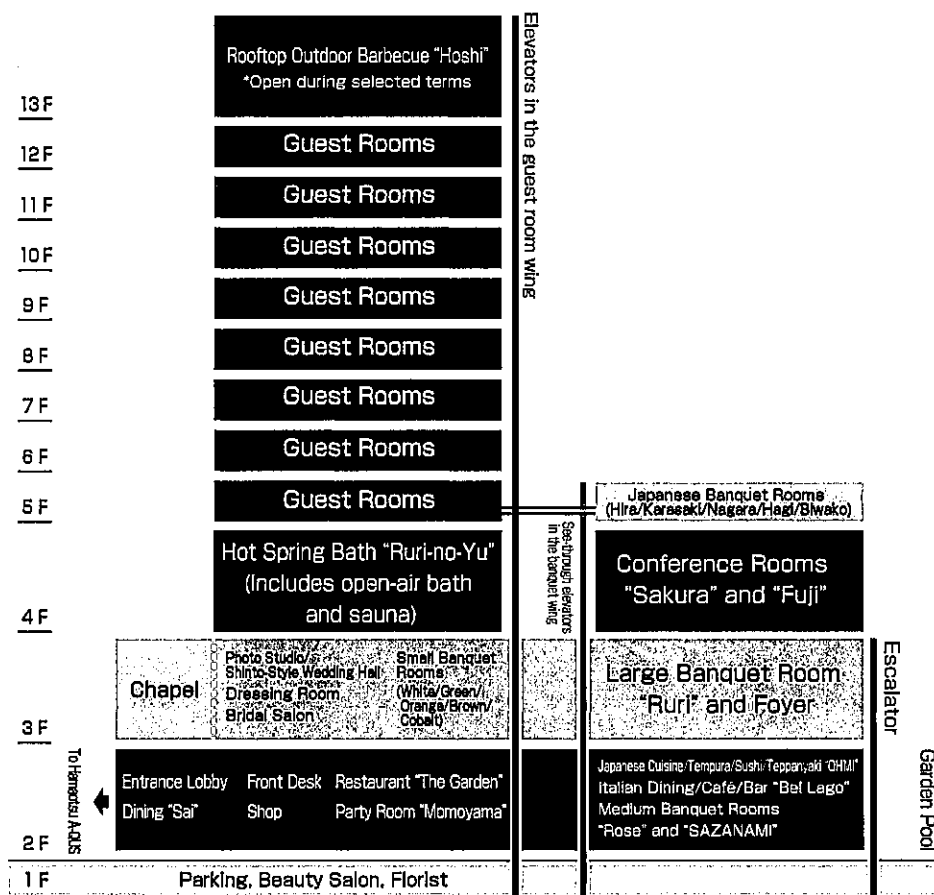 Rooftop Outdoor Barbecue "Hoshi"
*Open during selected terms
13F
Guest Rooms
12F
Guest Rooms
11F
Guest Rooms
10F
Guest Rooms
9F
Guest Rooms
8F
Guest Rooms
7F
Guest Rooms
6F
Guest Rooms
5F
Elevators in the guest room wing
Japanese Banquet Rooms
(Hira/Karasaki/Nagara/Hagi/Biwako)
Hot Spring Bath "Ruri-no-Yu"
(Includes open-air bath
and sauna)
4F
See-through elevators
in the banquet wing
Conference Rooms
"Sakura" and "Fuji"
Chapel
Photo Studio/
Shinto-Style Wedding Hall
Dressing Room
Bridal Salon
Small Banquet
Rooms
(White/Green/
Orange/Brown/
Cobalt)
3F
Large Banquet Room
"Ruri" and Foyer
Escalator
To Hamaotsu A-QUS
Entrance Lobby
Front Desk
Restaurant "The Garden"
Dining "Sai"
Shop
Party Room "Momoyama"
2F
Japanese Cuisine/Tempura/Sushi/Teppanyaki "OHMI"
Italian Dining/Café/Bar "Bel Lago"
Medium Banquet Rooms
"Rose" and "SAZANAMI"
Garden Pool
1F
Parking, Beauty Salon, Florist